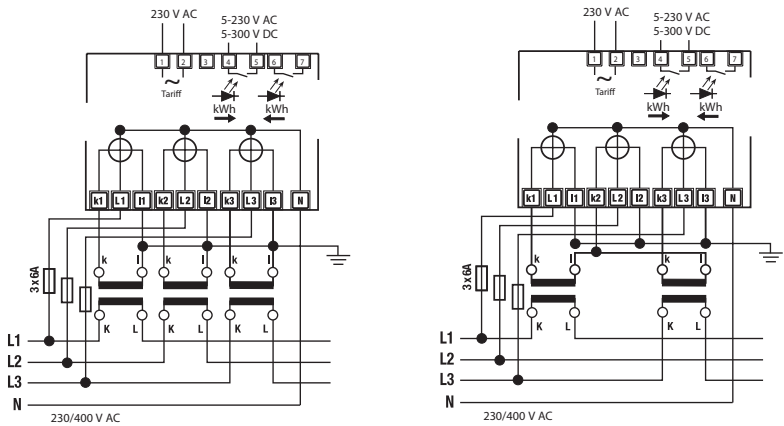 230 V AC
5-230 V AC
5-300 V DC
1 2 3 4 5 6 7
~
Tariff
kWh kWh
k1 L1 l1 k2 L2 l2 k3 L3 l3 N
3 x 6A
k l k l k l
K L K L K L
L1
L2
L3
N
230/400 V AC
230 V AC
5-230 V AC
5-300 V DC
1 2 3 4 5 6 7
~
Tariff
kWh kWh
k1 L1 l1 k2 L2 l2 k3 L3 l3 N
3 x 6A
k l k l
K L K L
L1
L2
L3
N
230/400 V AC